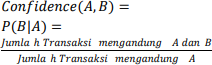 Confidence(A, B) =
P(B|A) =
Jumla h Transaksi mengandung A dan B
Jumla h Transaksi mengandung A